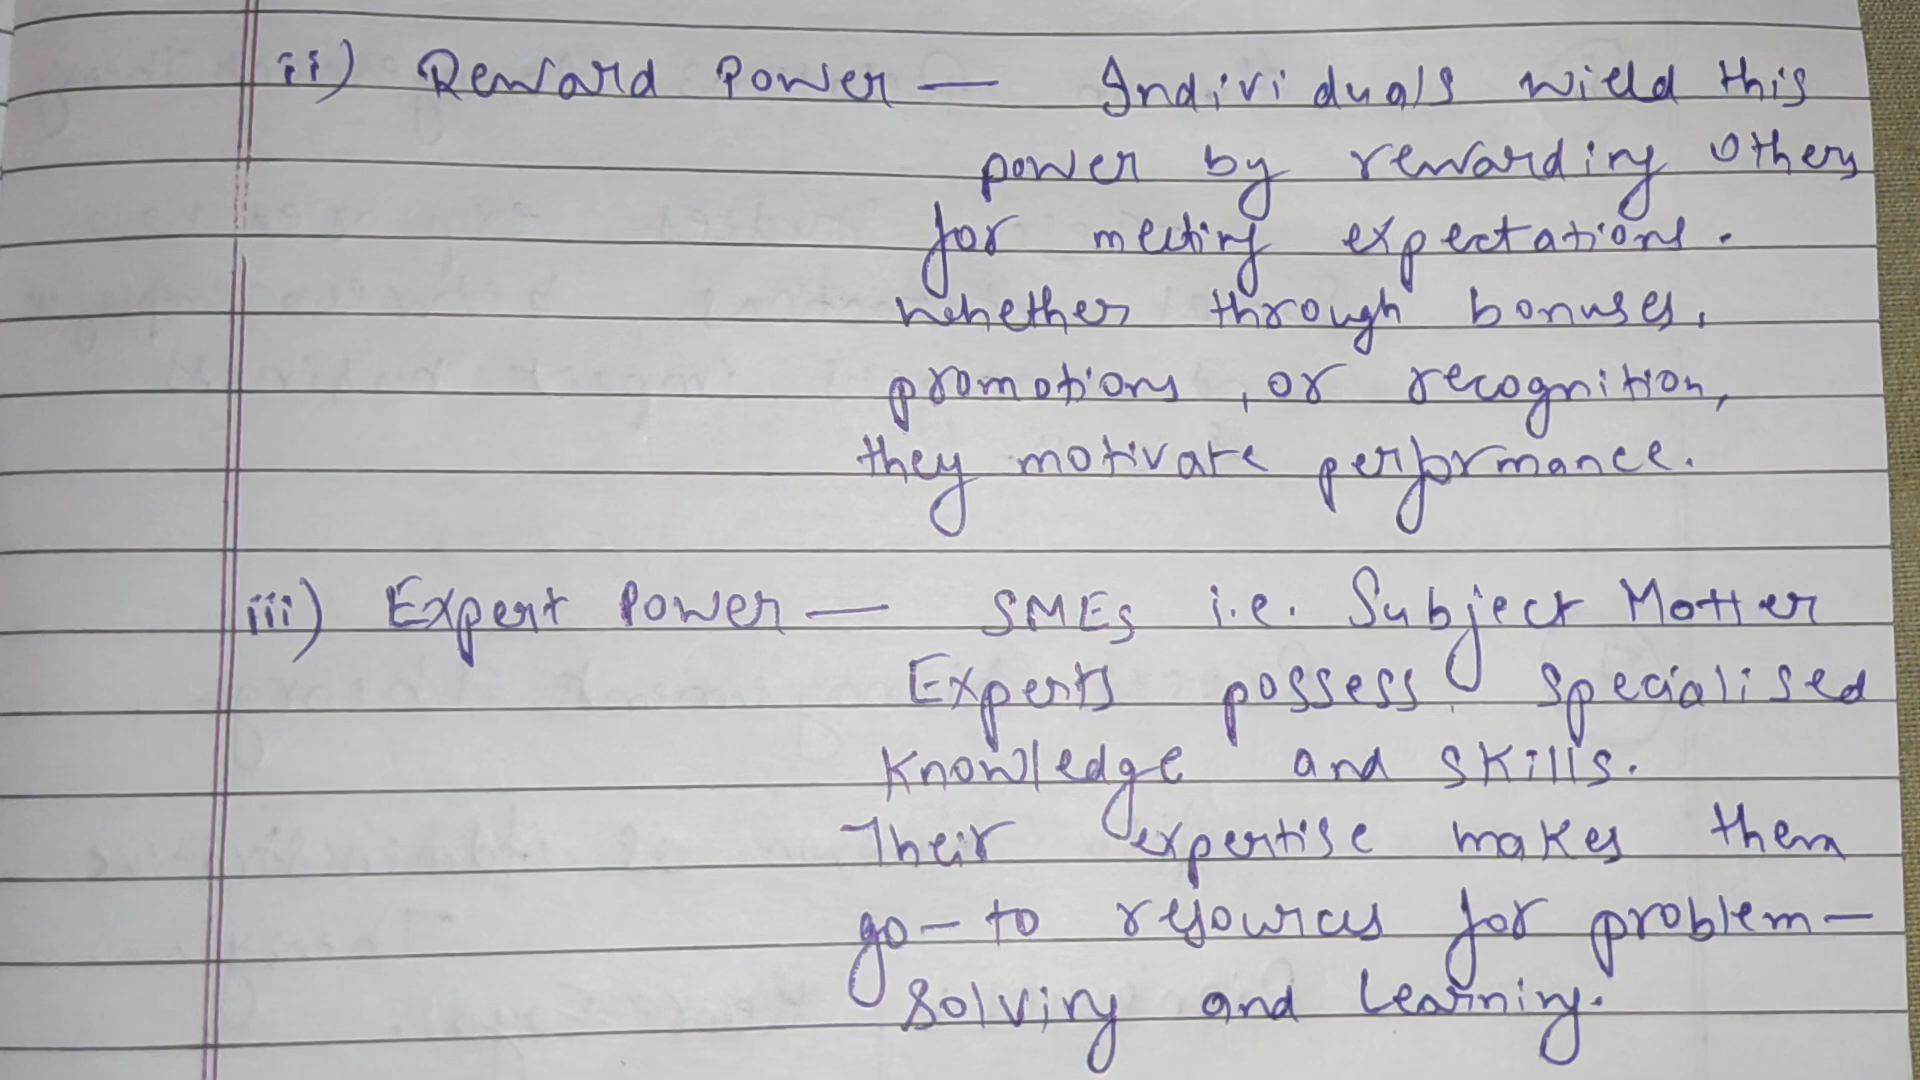 ii) Reward Power — Individuals wield this
power by rewarding others
for meeting expectations.
whether through bonuses,
promotions, or recognition,
they motivate performance.
iii) Expert Power — SMEs i.e. Subject Matter
Experts possess specialised
knowledge and skills.
Their expertise makes them
go-to resources for problem-
solving and learning.